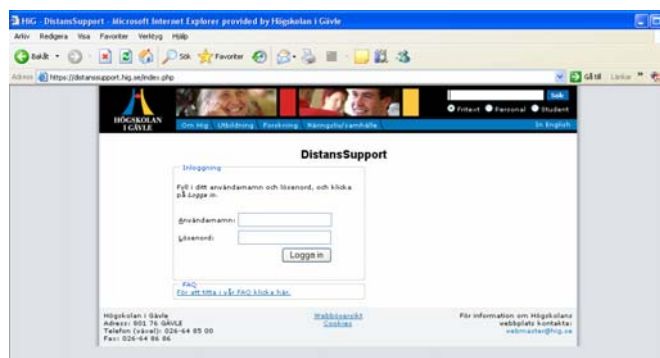 HiG - DistansSupport - Microsoft Internet Explorer provided by Högskolan i Gävle
Arkiv Redigera Visa Favoriter Verktyg Hjälp
Bakåt Sök Favoriter
Adress https://distanssupport.hig.se/index.php Gå till Länkar
HÖGSKOLAN
I GÄVLE
Sök
Fritext Personal Student
Om Hig Utbildning Forskning Näringsliv/samhälle In English
DistansSupport
Inloggning
Fyll i ditt användarnamn och lösenord, och klicka
på Logga in.
Användarnamn:
Lösenord:
Logga in
FAQ
För att titta i vår FAQ klicka här.
Högskolan i Gävle
Adress: 801 76 GÄVLE
Telefon (växel): 026-64 85 00
Fax: 026-64 86 86
Webböversikt
Cookies
För information om Högskolans
webbplats kontakta:
webmaster@hig.se